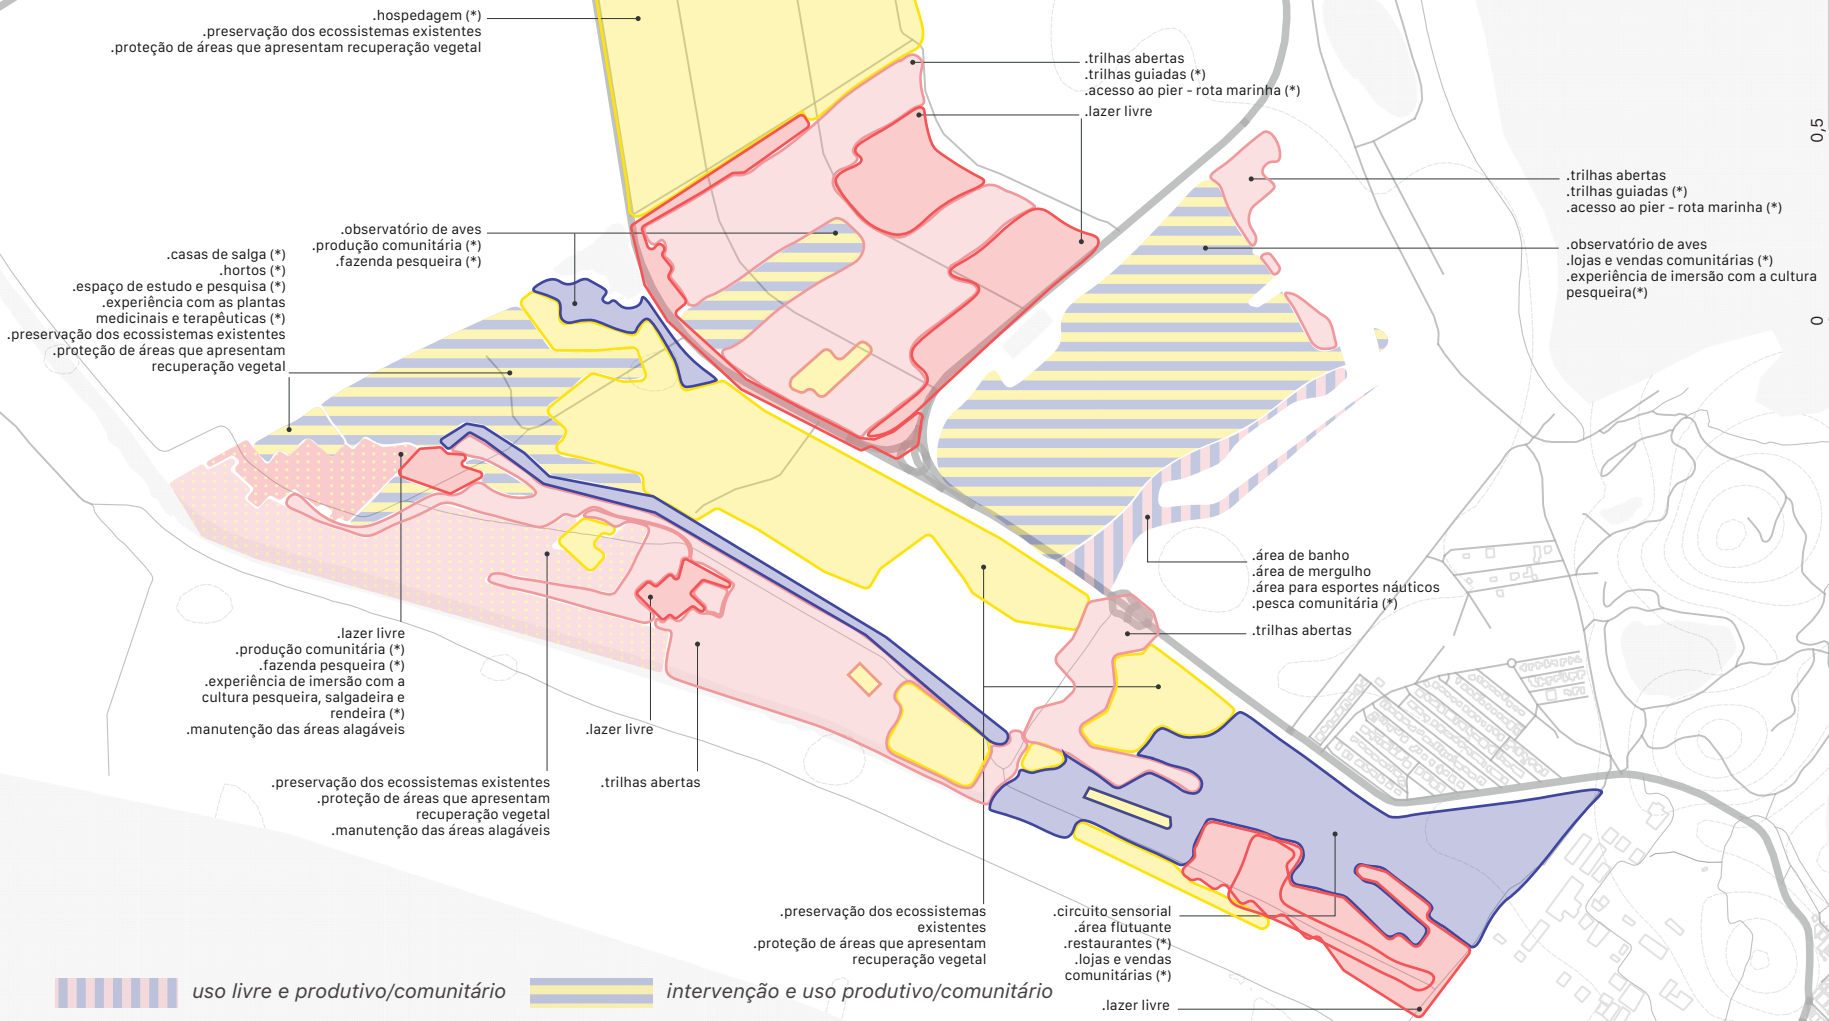 .hospedagem (*)
.preservação dos ecossistemas existentes
.proteção de áreas que apresentam recuperação vegetal
.trilhas abertas
.trilhas guiadas (*)
.acesso ao pier - rota marinha (*)
.lazer livre
0,5
0
.trilhas abertas
.trilhas guiadas (*)
.acesso ao pier - rota marinha (*)
.observatório de aves
.lojas e vendas comunitárias (*)
.experiência de imersão com a cultura
pesqueira(*)
.observatório de aves
.produção comunitária (*)
.fazenda pesqueira (*)
.casas de salga (*)
.hortos (*)
.espaço de estudo e pesquisa (*)
.experiência com as plantas
medicinais e terapêuticas (*)
.preservação dos ecossistemas existentes
.proteção de áreas que apresentam
recuperação vegetal
.área de banho
.área de mergulho
.área para esportes náuticos
.pesca comunitária (*)
.trilhas abertas
.lazer livre
.produção comunitária (*)
.fazenda pesqueira (*)
.experiência de imersão com a
cultura pesqueira, salgadeira e
rendeira (*)
.manutenção das áreas alagáveis
.lazer livre
.trilhas abertas
.preservação dos ecossistemas existentes
.proteção de áreas que apresentam
recuperação vegetal
.manutenção das áreas alagáveis
.preservação dos ecossistemas
existentes
.proteção de áreas que apresentam
recuperação vegetal
.circuito sensorial
.área flutuante
.restaurantes (*)
.lojas e vendas
comunitárias (*)
.lazer livre
uso livre e produtivo/comunitário
intervenção e uso produtivo/comunitário